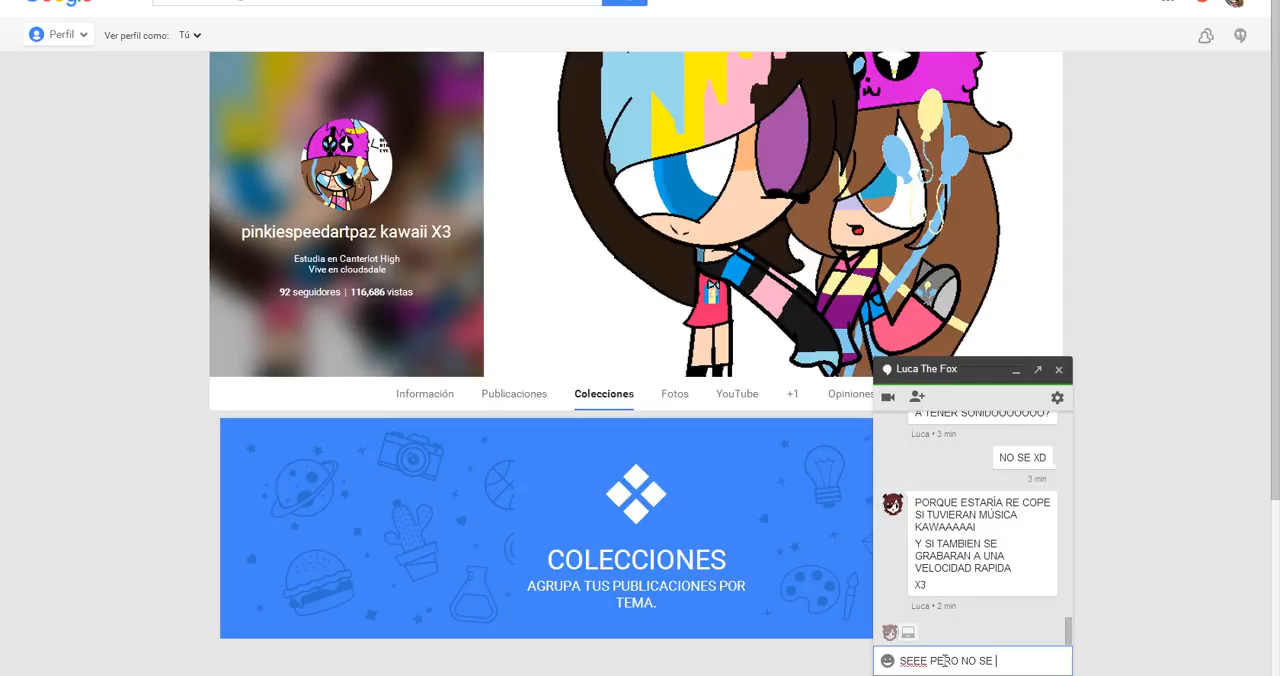 Google
Perfil
Ver perfil como: Tú
pinkiespeedartpaz kawaii X3
Estudia en Canterlot High
Vive en cloudsdale
92 seguidores | 116,686 vistas
Información Publicaciones Colecciones Fotos YouTube +1 Opiniones
COLECCIONES
AGRUPA TUS PUBLICACIONES POR
TEMA.
Luca The Fox
A TENER SONIDOOOOOOO?
Luca • 3 min
NO SE XD
3 min
PORQUE ESTARÍA RE COPE
SI TUVIERAN MÚSICA
KAWAAAAAI
Y SI TAMBIEN SE
GRABARAN A UNA
VELOCIDAD RAPIDA
X3
Luca • 2 min
SEEE PERO NO SE